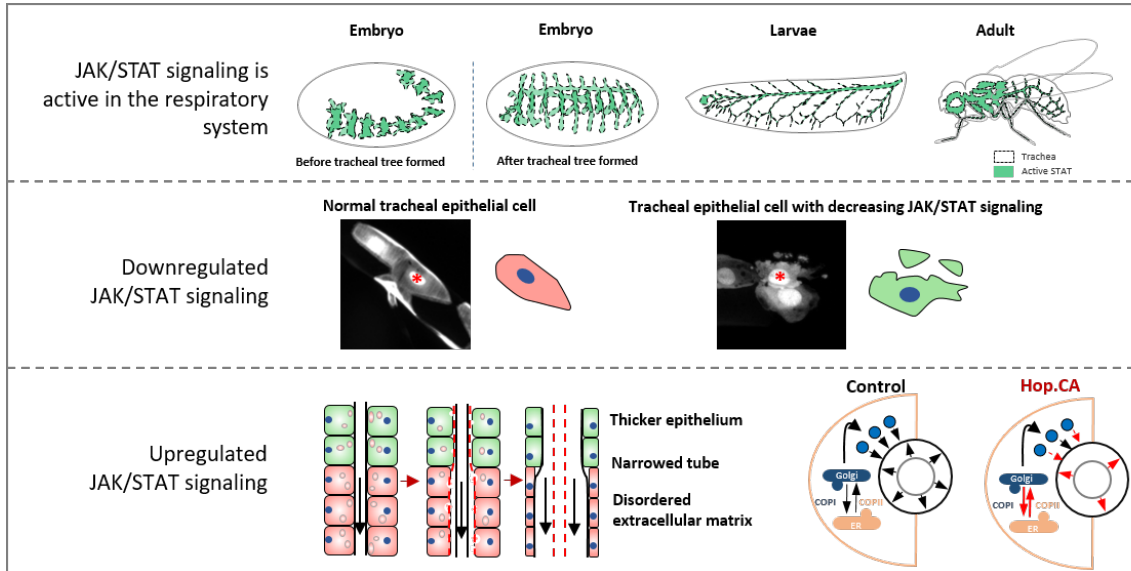 JAK/STAT signaling is
active in the respiratory
system
Embryo
Embryo
Larvae
Adult
Before tracheal tree formed
After tracheal tree formed
Trachea
Active STAT
Downregulated
JAK/STAT signaling
Normal tracheal epithelial cell
Tracheal epithelial cell with decreasing JAK/STAT signaling
*
*
Upregulated
JAK/STAT signaling
Thicker epithelium
Narrowed tube
Disordered
extracellular matrix
Control
Golgi
COPI
COPII
ER
Hop.CA
Golgi
COPI
COPII
ER